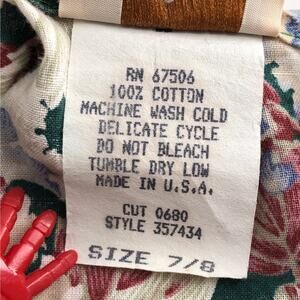 RN 67506
100% COTTON
MACHINE WASH COLD
DELICATE CYCLE
DO NOT BLEACH
TUMBLE DRY LOW
MADE IN U.S.A.
CUT 0680
STYLE 357434
SIZE 7/8